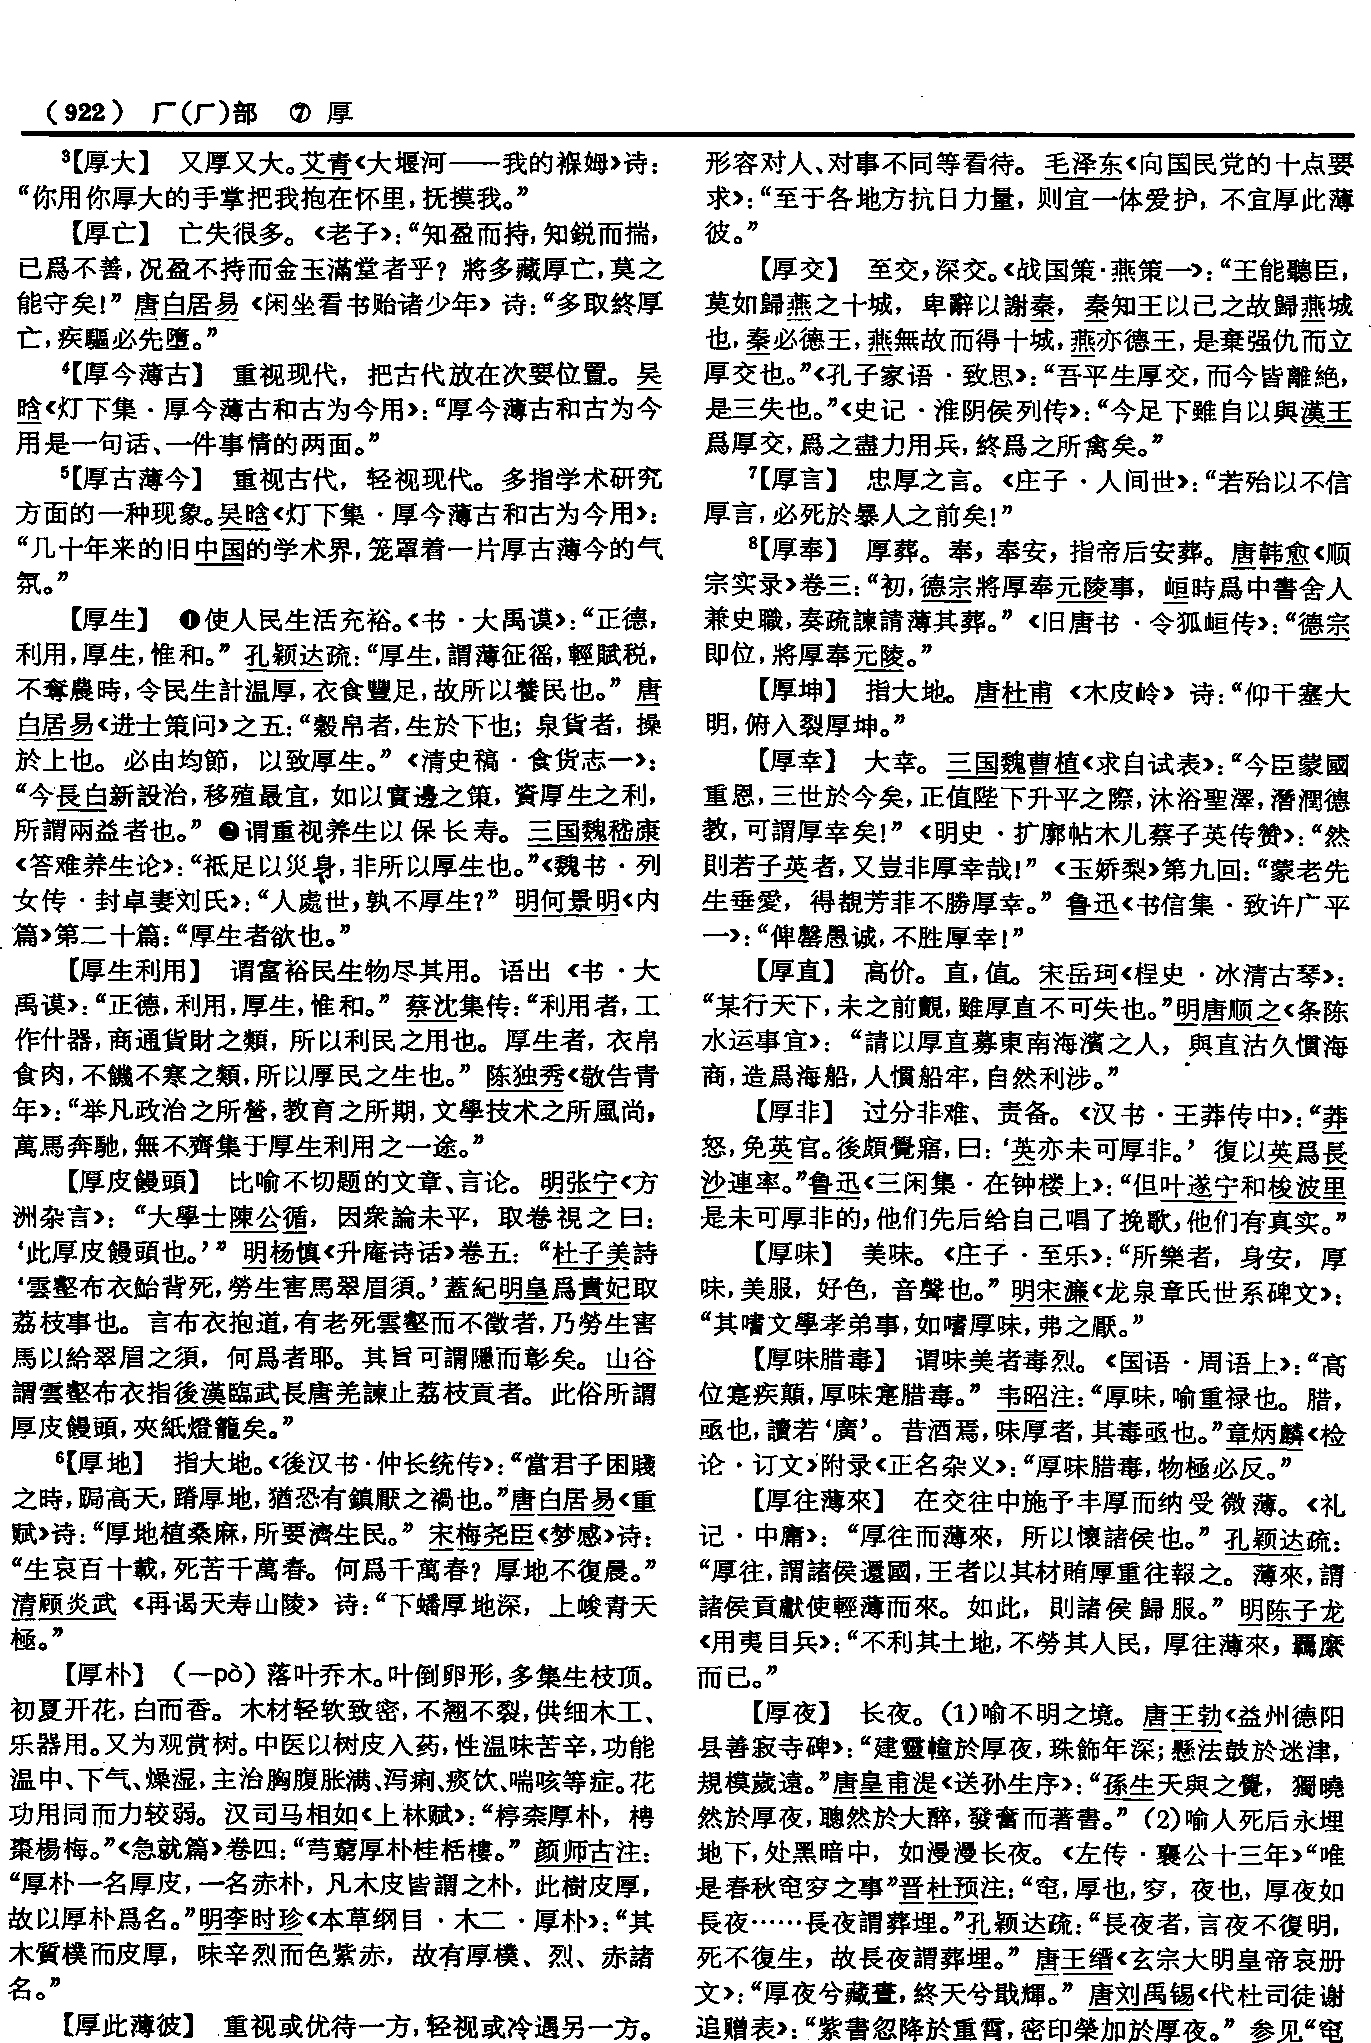 (922) 厂(⺁)部 ⑦ 厚
³【厚大】 又厚又大。艾青《大堰河——我的褓姆》诗：
“你用你厚大的手掌把我抱在怀里，抚摸我。”
【厚亡】 亡失很多。《老子》：“知盈而持，知銳而揣，
已爲不善，况盈不持而金玉滿堂者乎？將多藏厚亡，莫之
能守矣！”唐白居易《闲坐看书贻诸少年》诗：“多取終厚
亡，疾驅必先墮。”
⁴【厚今薄古】 重视现代，把古代放在次要位置。吴
晗《灯下集·厚今薄古和古为今用》：“厚今薄古和古为今
用是一句话、一件事情的两面。”
⁵【厚古薄今】 重视古代，轻视现代。多指学术研究
方面的一种现象。吴晗《灯下集·厚今薄古和古为今用》：
“几十年来的旧中国的学术界，笼罩着一片厚古薄今的气
氛。”
【厚生】 ❶使人民生活充裕。《书·大禹谟》：“正德，
利用，厚生，惟和。”孔颖达疏：“厚生，謂薄征徭，輕賦税，
不奪農時，令民生計温厚，衣食豐足，故所以養民也。”唐
白居易《进士策问》之五：“穀帛者，生於下也；泉貨者，操
於上也。必由均節，以致厚生。”《清史稿·食货志一》：
“今長白新設治，移殖最宜，如以實邊之策，資厚生之利，
所謂兩益者也。”❷谓重视养生以保长寿。三国魏嵇康
《答难养生论》：“祗足以災身，非所以厚生也。”《魏书·列
女传·封卓妻刘氏》：“人處世，孰不厚生？”明何景明《内
篇》第二十篇：“厚生者欲也。”
【厚生利用】 谓富裕民生物尽其用。语出《书·大
禹谟》：“正德，利用，厚生，惟和。”蔡沈集传：“利用者，工
作什器，商通貨財之類，所以利民之用也。厚生者，衣帛
食肉，不饑不寒之類，所以厚民之生也。”陈独秀《敬告青
年》：“举凡政治之所營，教育之所期，文學技术之所風尚，
萬馬奔馳，無不齊集于厚生利用之一途。”
【厚皮饅頭】 比喻不切题的文章、言论。明张宁《方
洲杂言》：“大學士陳公循，因衆論未平，取卷視之曰：
‘此厚皮饅頭也。’”明杨慎《升庵诗话》卷五：“杜子美詩
‘雲壑布衣鲐背死，勞生害馬翠眉須。’蓋紀明皇爲貴妃取
荔枝事也。言布衣抱道，有老死雲壑而不徵者，乃勞生害
馬以給翠眉之須，何爲者耶。其旨可謂隱而彰矣。山谷
謂雲壑布衣指後漢臨武長唐羌諫止荔枝貢者。此俗所謂
厚皮饅頭，夾紙燈籠矣。”
⁶【厚地】 指大地。《後汉书·仲长统传》：“當君子困賤
之時，跼高天，蹐厚地，猶恐有鎮厭之禍也。”唐白居易《重
赋》诗：“厚地植桑麻，所要濟生民。”宋梅尧臣《梦感》诗：
“生哀百十載，死苦千萬春。何爲千萬春？厚地不復晨。”
清顾炎武《再谒天寿山陵》诗：“下蟠厚地深，上峻青天
極。”
【厚朴】 （—pò）落叶乔木。叶倒卵形，多集生枝顶。
初夏开花，白而香。木材轻软致密，不翘不裂，供细木工、
乐器用。又为观赏树。中医以树皮入药，性温味苦辛，功能
温中、下气、燥湿，主治胸腹胀满、泻痢、痰饮、喘咳等症。花
功用同而力较弱。汉司马相如《上林赋》：“楟柰厚朴，梬
棗楊梅。”《急就篇》卷四：“芎藭厚朴桂栝樓。”颜师古注：
“厚朴一名厚皮，一名赤朴，凡木皮皆謂之朴，此樹皮厚，
故以厚朴爲名。”明李时珍《本草纲目·木二·厚朴》：“其
木質樸而皮厚，味辛烈而色紫赤，故有厚樸、烈、赤諸
名。”
【厚此薄彼】 重视或优待一方，轻视或冷遇另一方。
形容对人、对事不同等看待。毛泽东《向国民党的十点要
求》：“至于各地方抗日力量，则宜一体爱护，不宜厚此薄
彼。”
【厚交】 至交，深交。《战国策·燕策一》：“王能聽臣，
莫如歸燕之十城，卑辭以謝秦，秦知王以己之故歸燕城
也，秦必德王，燕無故而得十城，燕亦德王，是棄强仇而立
厚交也。”《孔子家语·致思》：“吾平生厚交，而今皆離絶，
是三失也。”《史记·淮阴侯列传》：“今足下雖自以與漢王
爲厚交，爲之盡力用兵，終爲之所禽矣。”
⁷【厚言】 忠厚之言。《庄子·人间世》：“若殆以不信
厚言，必死於暴人之前矣！”
⁸【厚奉】 厚葬。奉，奉安，指帝后安葬。唐韩愈《顺
宗实录》卷三：“初，德宗將厚奉元陵事，峘時爲中書舍人
兼史職，奏疏諫請薄其葬。”《旧唐书·令狐峘传》：“德宗
即位，將厚奉元陵。”
【厚坤】 指大地。唐杜甫《木皮岭》诗：“仰干塞大
明，俯入裂厚坤。”
【厚幸】 大幸。三国魏曹植《求自试表》：“今臣蒙國
重恩，三世於今矣，正值陛下升平之際，沐浴聖澤，潛潤德
教，可謂厚幸矣！”《明史·扩廓帖木儿蔡子英传赞》：“然
則若子英者，又豈非厚幸哉！”《玉娇梨》第九回：“蒙老先
生垂愛，得覩芳菲不勝厚幸。”鲁迅《书信集·致许广平
一》：“俾罄愚诚，不胜厚幸！”
【厚直】 高价。直，值。宋岳珂《桯史·冰清古琴》：
“某行天下，未之前覿，雖厚直不可失也。”明唐顺之《条陈
水运事宜》：“請以厚直募東南海濱之人，與直沽久慣海
商，造爲海船，人慣船牢，自然利涉。”
【厚非】 过分非难、责备。《汉书·王莽传中》：“莽
怒，免英官。後頗覺寤，曰：‘英亦未可厚非。’復以英爲長
沙連率。”鲁迅《三闲集·在钟楼上》：“但叶遂宁和梭波里
是未可厚非的，他们先后给自己唱了挽歌，他们有真实。”
【厚味】 美味。《庄子·至乐》：“所樂者，身安，厚
味，美服，好色，音聲也。”明宋濂《龙泉章氏世系碑文》：
“其嗜文學孝弟事，如嗜厚味，弗之厭。”
【厚味腊毒】 谓味美者毒烈。《国语·周语上》：“高
位寔疾顛，厚味寔腊毒。”韦昭注：“厚味，喻重禄也。腊，
亟也，讀若‘廣’。昔酒焉，味厚者，其毒亟也。”章炳麟《检
论·订文》附录《正名杂义》：“厚味腊毒，物極必反。”
【厚往薄來】 在交往中施予丰厚而纳受微薄。《礼
记·中庸》：“厚往而薄來，所以懷諸侯也。”孔颖达疏：
“厚往，謂諸侯還國，王者以其材賄厚重往報之。薄來，謂
諸侯貢獻使輕薄而來。如此，則諸侯歸服。”明陈子龙
《用夷目兵》：“不利其土地，不勞其人民，厚往薄來，羈縻
而已。”
【厚夜】 长夜。(1)喻不明之境。唐王勃《益州德阳
县善寂寺碑》：“建靈幢於厚夜，珠飾年深；懸法鼓於迷津，
規模歲遠。”唐皇甫湜《送孙生序》：“孫生天與之覺，獨曉
然於厚夜，聰然於大醉，發奮而著書。”(2)喻人死后永埋
地下，处黑暗中，如漫漫长夜。《左传·襄公十三年》“唯
是春秋窀穸之事”晋杜预注：“窀，厚也，穸，夜也，厚夜如
長夜……長夜謂葬埋。”孔颖达疏：“長夜者，言夜不復明，
死不復生，故長夜謂葬埋。”唐王缙《玄宗大明皇帝哀册
文》：“厚夜兮藏晝，終天兮戢輝。”唐刘禹锡《代杜司徒谢
追赠表》：“紫書忽降於重霄，密印榮加於厚夜。”参见“窀